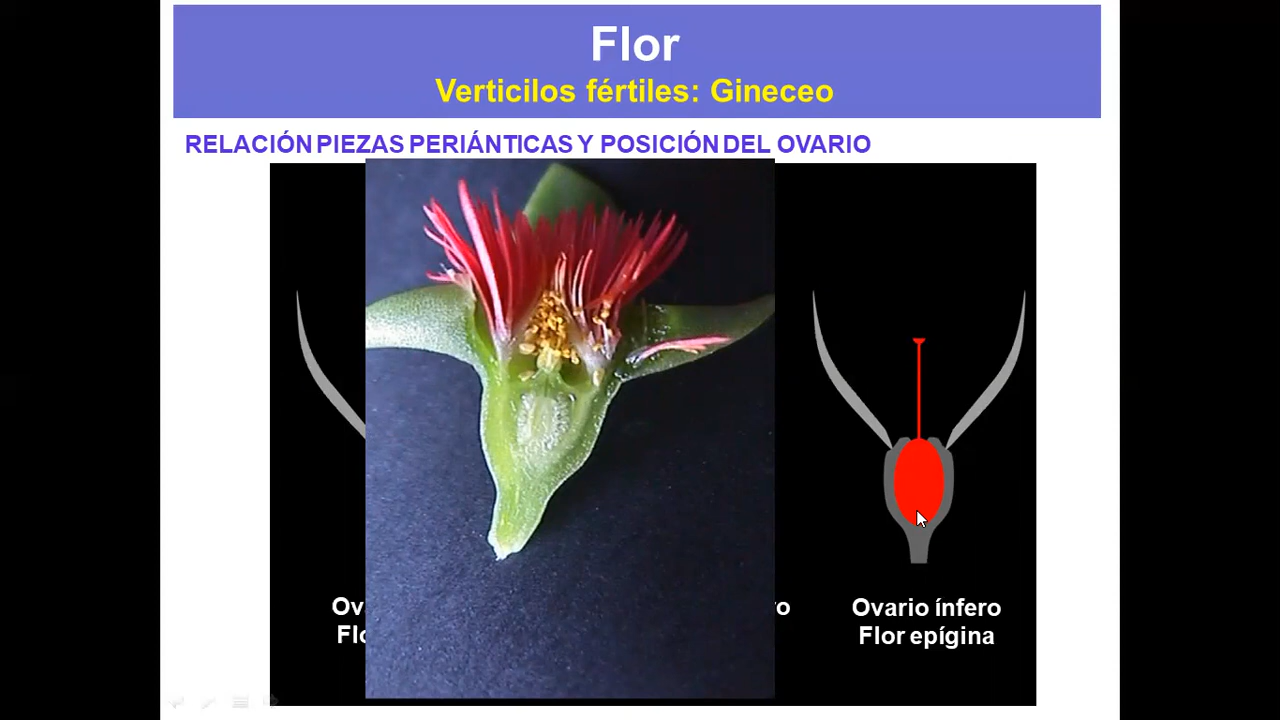 Flor
Verticilos fértiles: Gineceo
RELACIÓN PIEZAS PERIÁNTICAS Y POSICIÓN DEL OVARIO
Ovario ínfero
Flor epígina